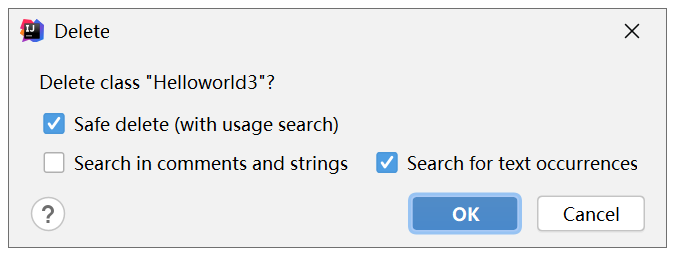 IJ
Delete
Delete class "Helloworld3"?
Safe delete (with usage search)
Search in comments and strings Search for text occurrences
? OK Cancel